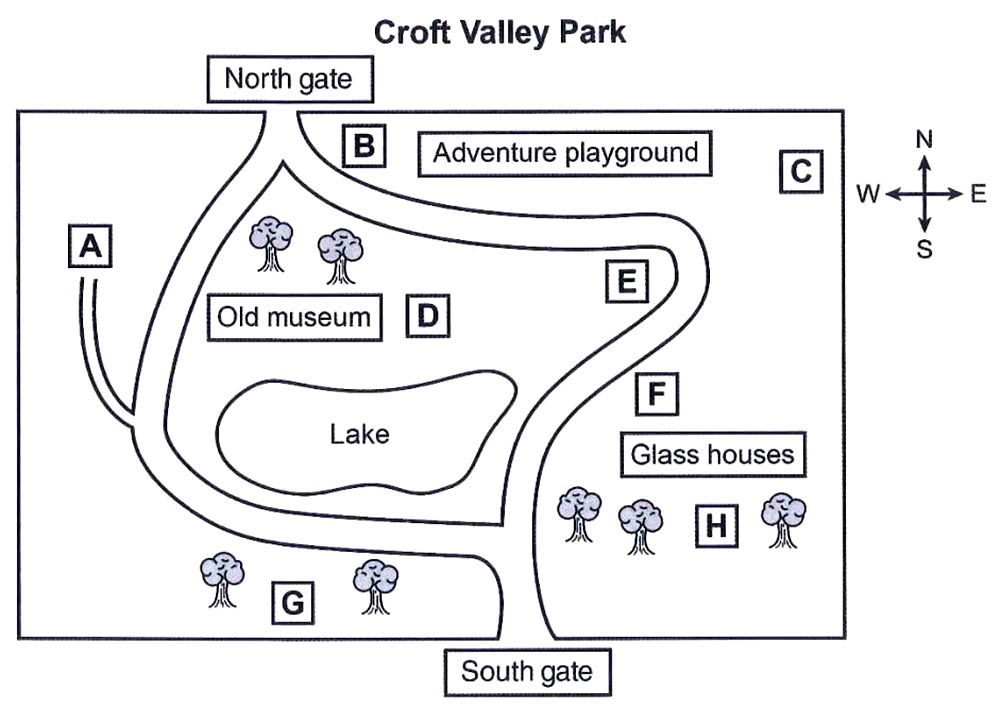 Croft Valley Park
North gate
B
Adventure playground
C
N
W E
S
A
E
Old museum
D
F
Lake
Glass houses
H
G
South gate